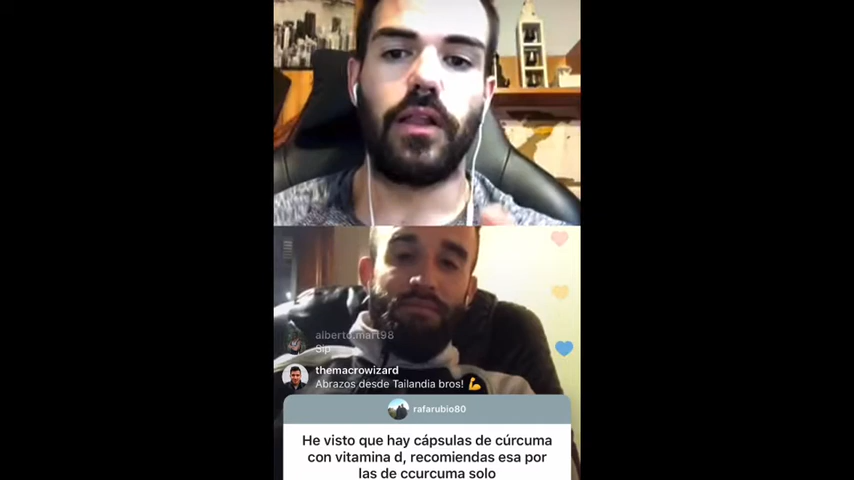 alberto.mart98
Sip
themacrowizard
Abrazos desde Tailandia bros! 💪
rafarubio80
He visto que hay cápsulas de cúrcuma
con vitamina d, recomiendas esa por
las de ccurcuma solo